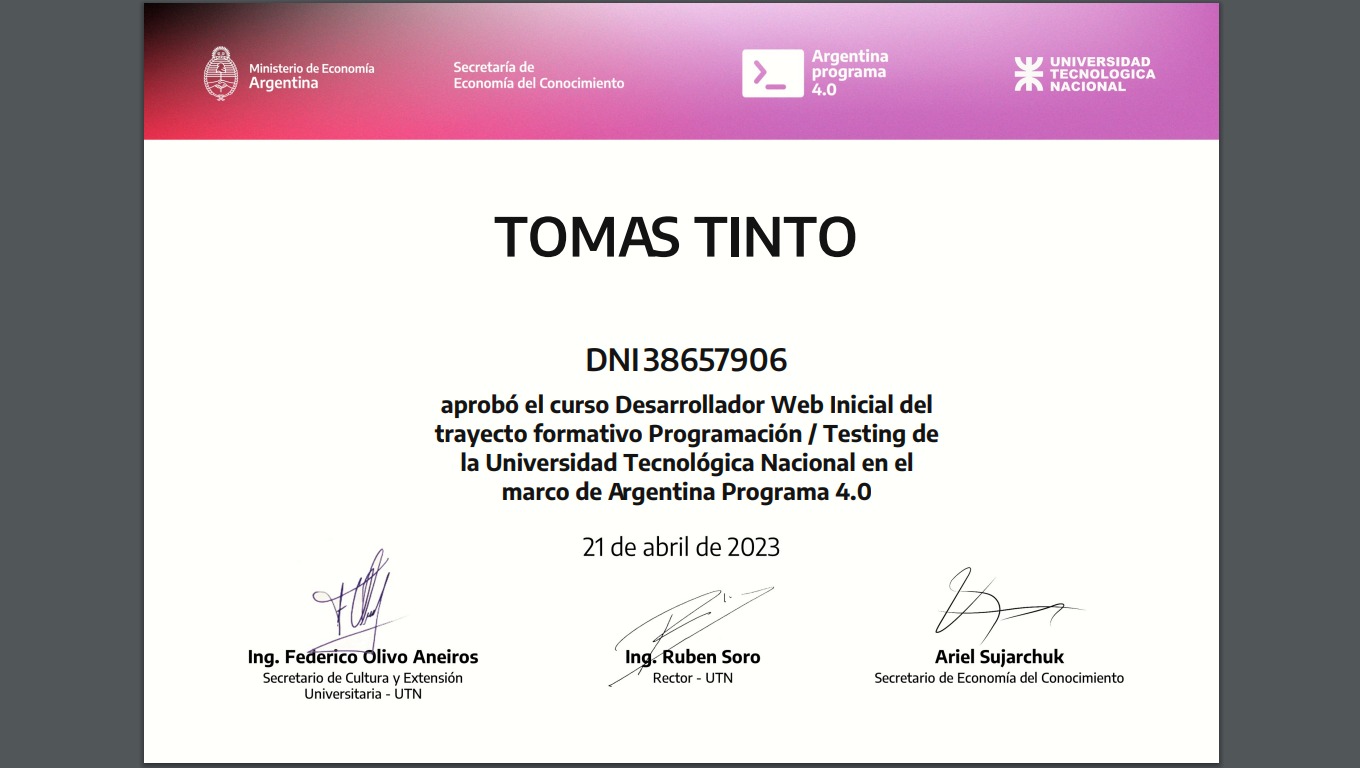 Ministerio de Economía
Argentina
Secretaría de
Economía del Conocimiento
Argentina
programa
4.0
UNIVERSIDAD
TECNOLOGICA
NACIONAL
TOMAS TINTO
DNI 38657906
aprobó el curso Desarrollador Web Inicial del
trayecto formativo Programación / Testing de
la Universidad Tecnológica Nacional en el
marco de Argentina Programa 4.0
21 de abril de 2023
Ing. Federico Olivo Aneiros
Secretario de Cultura y Extensión
Universitaria - UTN
Ing. Ruben Soro
Rector - UTN
Ariel Sujarchuk
Secretario de Economía del Conocimiento